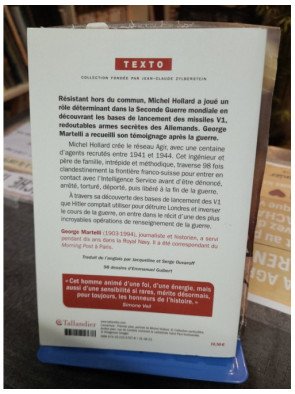 TEXTO
COLLECTION FONDÉE PAR JEAN-CLAUDE ZYLBERSTEIN
Résistant hors du commun, Michel Hollard a joué un
rôle déterminant dans la Seconde Guerre mondiale en
découvrant les bases de lancement des missiles V1,
redoutables armes secrètes des Allemands. George
Martelli a recueilli son témoignage après la guerre.
Michel Hollard crée le réseau Agir, avec une centaine
d'agents recrutés entre 1941 et 1944. Cet ingénieur et
père de famille, intrépide et méthodique, traverse 98 fois
clandestinement la frontière franco-suisse pour entrer en
contact avec l'Intelligence Service avant d'être dénoncé,
arrêté, torturé, déporté, puis libéré à la fin de la guerre.
À travers sa découverte des bases de lancement des V1
que Hitler comptait utiliser pour détruire Londres et inverser
le cours de la guerre, on entre dans le récit d'une des plus
incroyables opérations de renseignement de la guerre.
George Martelli (1903-1994), journaliste et historien, a servi
pendant dix ans dans la Royal Navy. Il a été correspondant du
Morning Post à Paris.
Traduit de l'anglais par Jacqueline et Serge Ouvaroff
98 dessins d'Emmanuel Guibert
« Cet homme animé d'une foi, d'une énergie, mais
aussi d'une sensibilité si rares, mérite désormais,
pour toujours, les honneurs de l'histoire. »
Simone Veil
Tallandier
www.tallandier.com
10,50 €